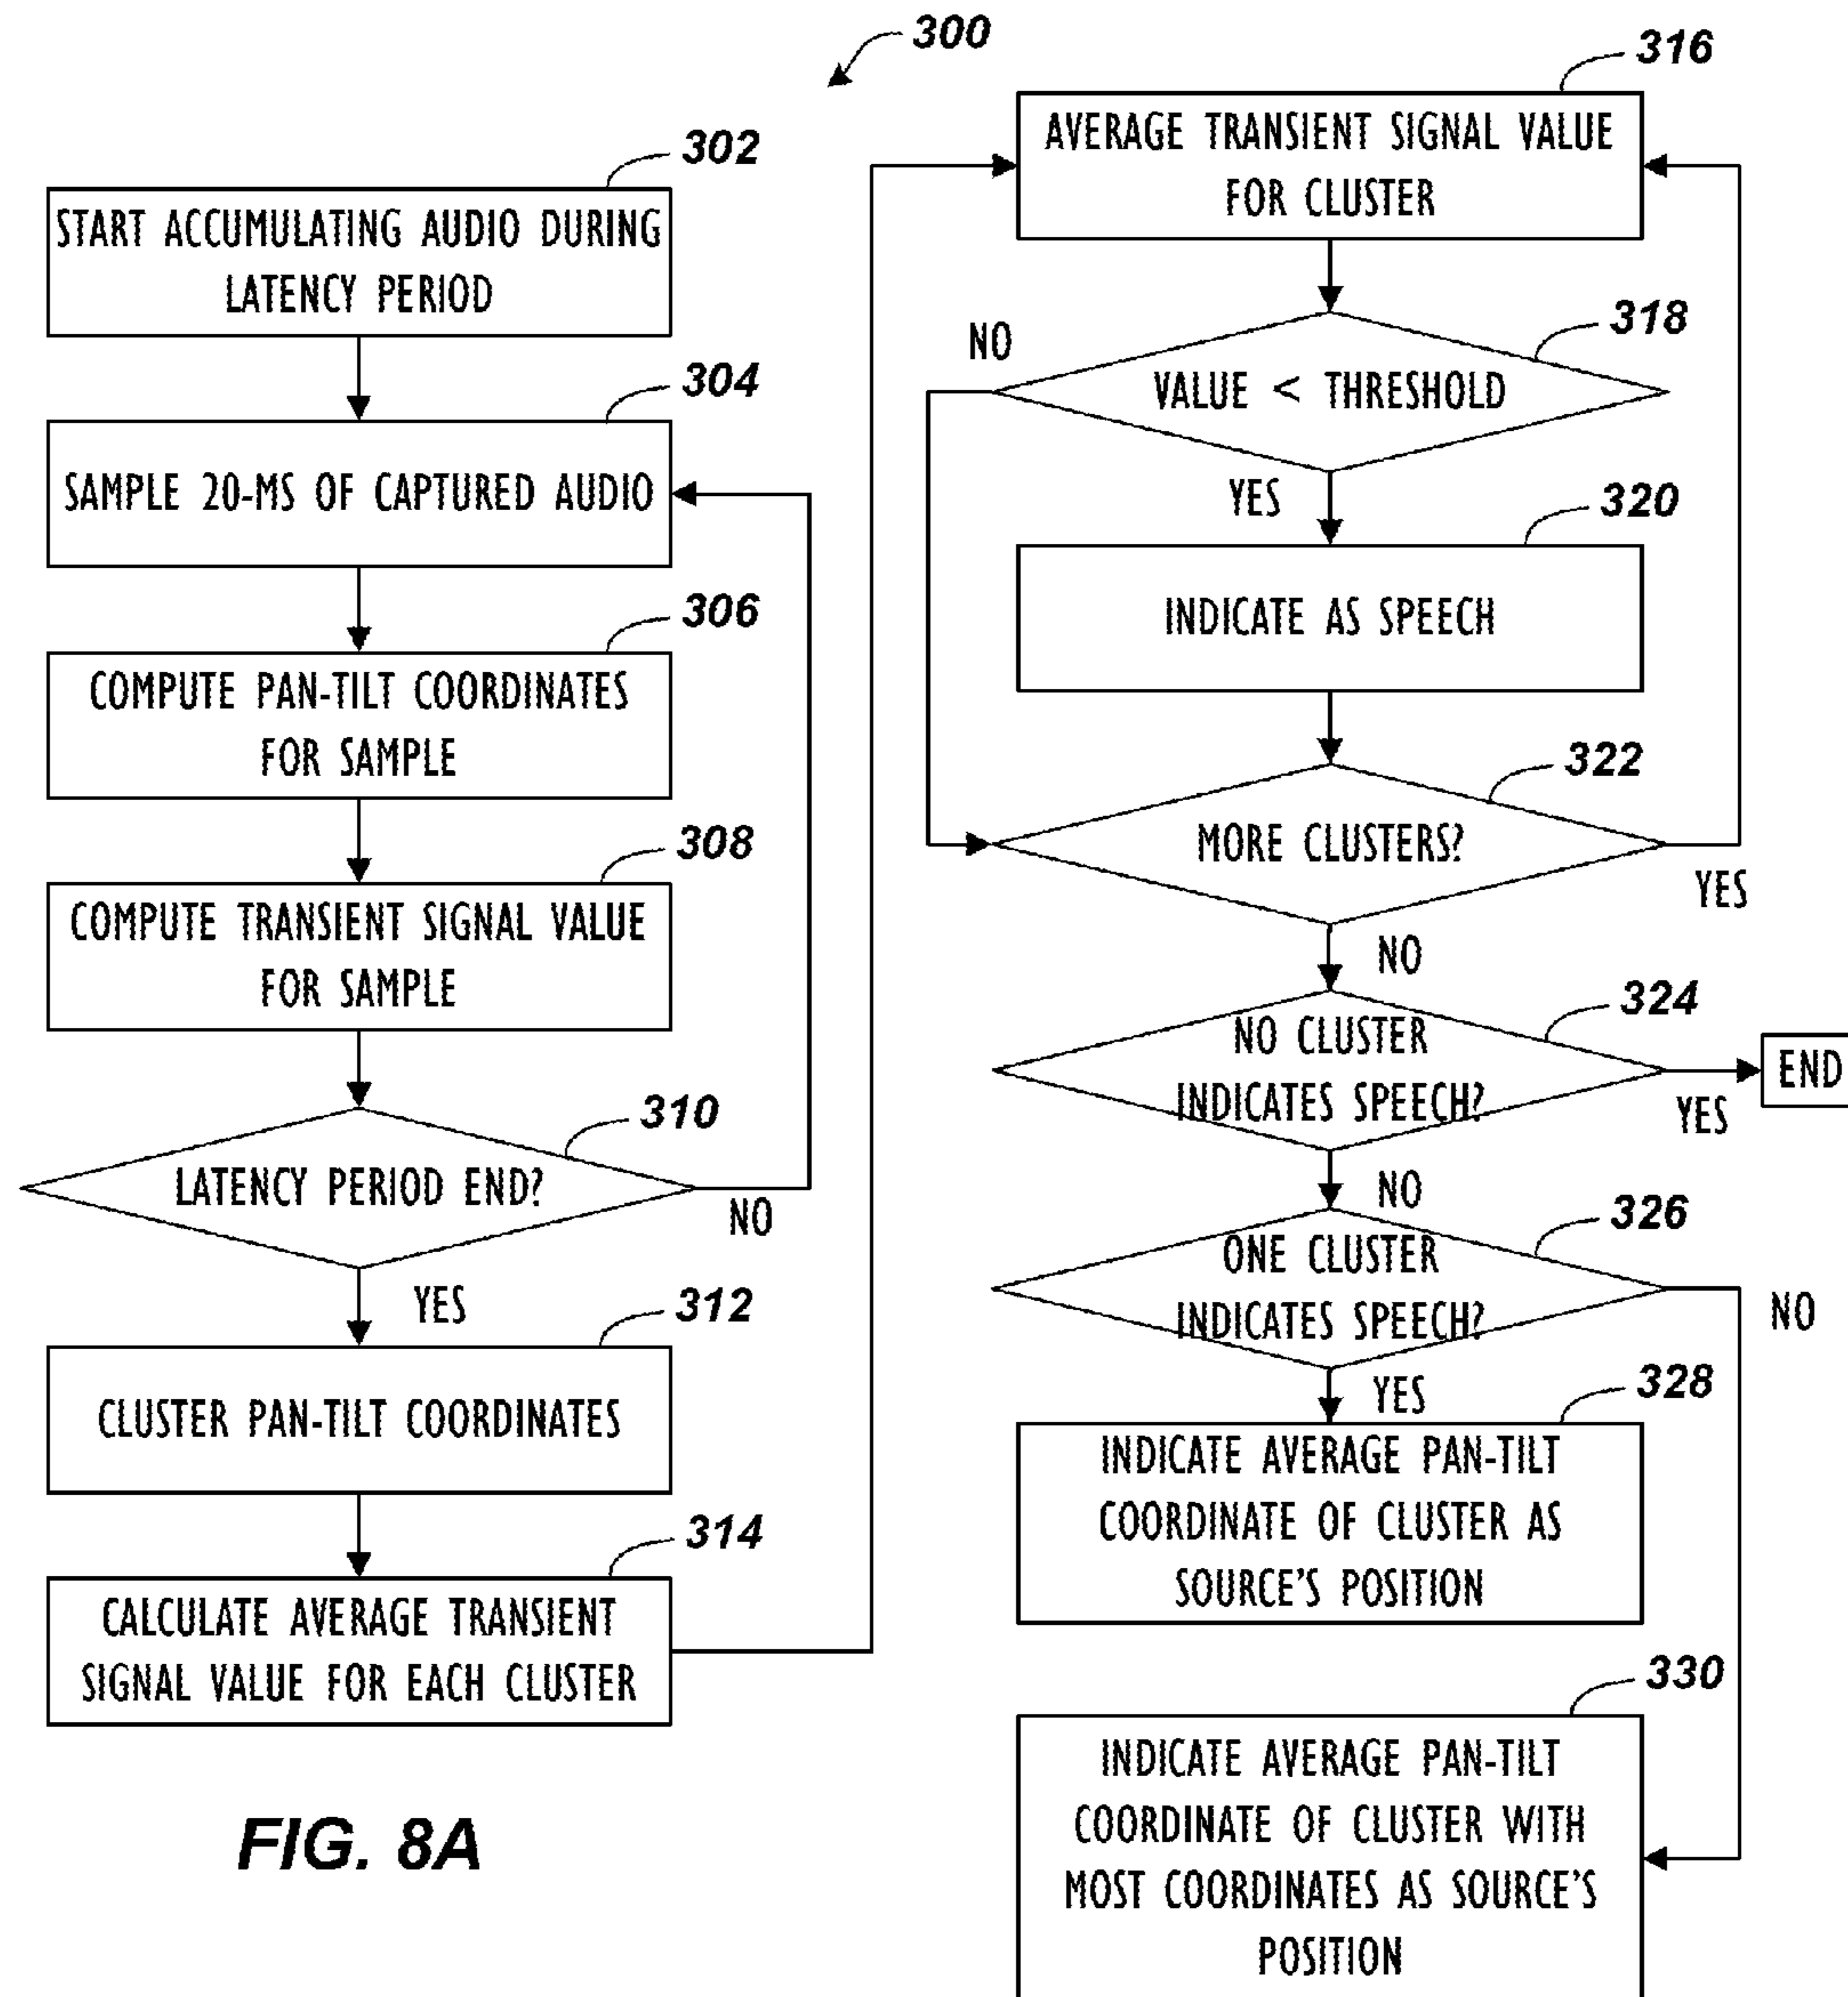 300
302
START ACCUMULATING AUDIO DURING
LATENCY PERIOD
304
SAMPLE 20-MS OF CAPTURED AUDIO
306
COMPUTE PAN-TILT COORDINATES
FOR SAMPLE
308
COMPUTE TRANSIENT SIGNAL VALUE
FOR SAMPLE
310
LATENCY PERIOD END?
NO
YES
312
CLUSTER PAN-TILT COORDINATES
314
CALCULATE AVERAGE TRANSIENT
SIGNAL VALUE FOR EACH CLUSTER
316
AVERAGE TRANSIENT SIGNAL VALUE
FOR CLUSTER
318
NO
VALUE < THRESHOLD
YES
320
INDICATE AS SPEECH
322
MORE CLUSTERS?
YES
NO
324
NO CLUSTER
INDICATES SPEECH?
END
YES
NO
326
ONE CLUSTER
INDICATES SPEECH?
NO
YES
328
INDICATE AVERAGE PAN-TILT
COORDINATE OF CLUSTER AS
SOURCE'S POSITION
330
INDICATE AVERAGE PAN-TILT
COORDINATE OF CLUSTER WITH
MOST COORDINATES AS SOURCE'S
POSITION
FIG. 8A